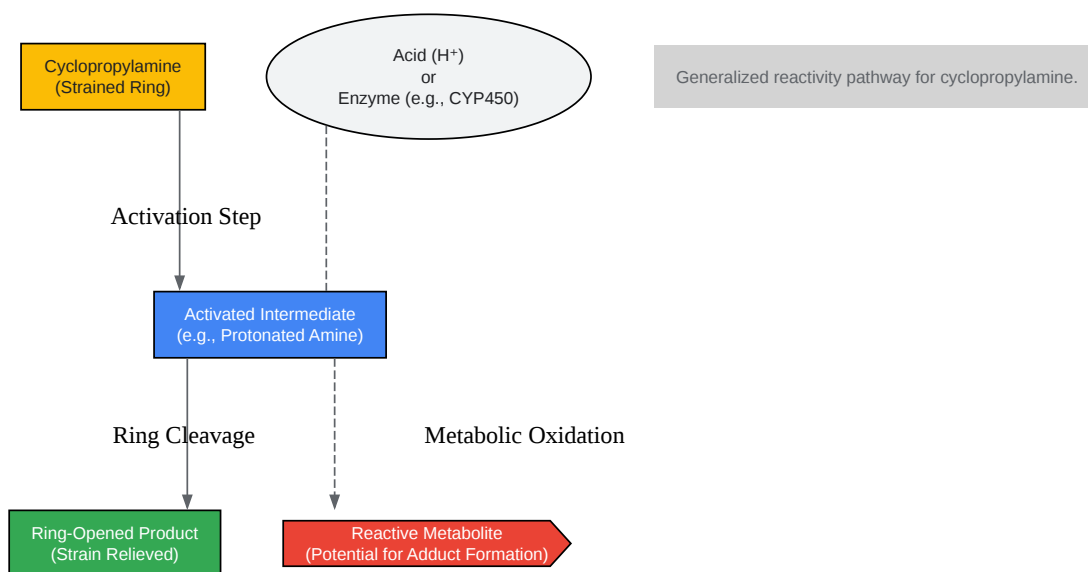 Cyclopropylamine
(Strained Ring)
Acid (H⁺)
or
Enzyme (e.g., CYP450)
Generalized reactivity pathway for cyclopropylamine.
Activation Step
Activated Intermediate
(e.g., Protonated Amine)
Ring Cleavage
Metabolic Oxidation
Ring-Opened Product
(Strain Relieved)
Reactive Metabolite
(Potential for Adduct Formation)